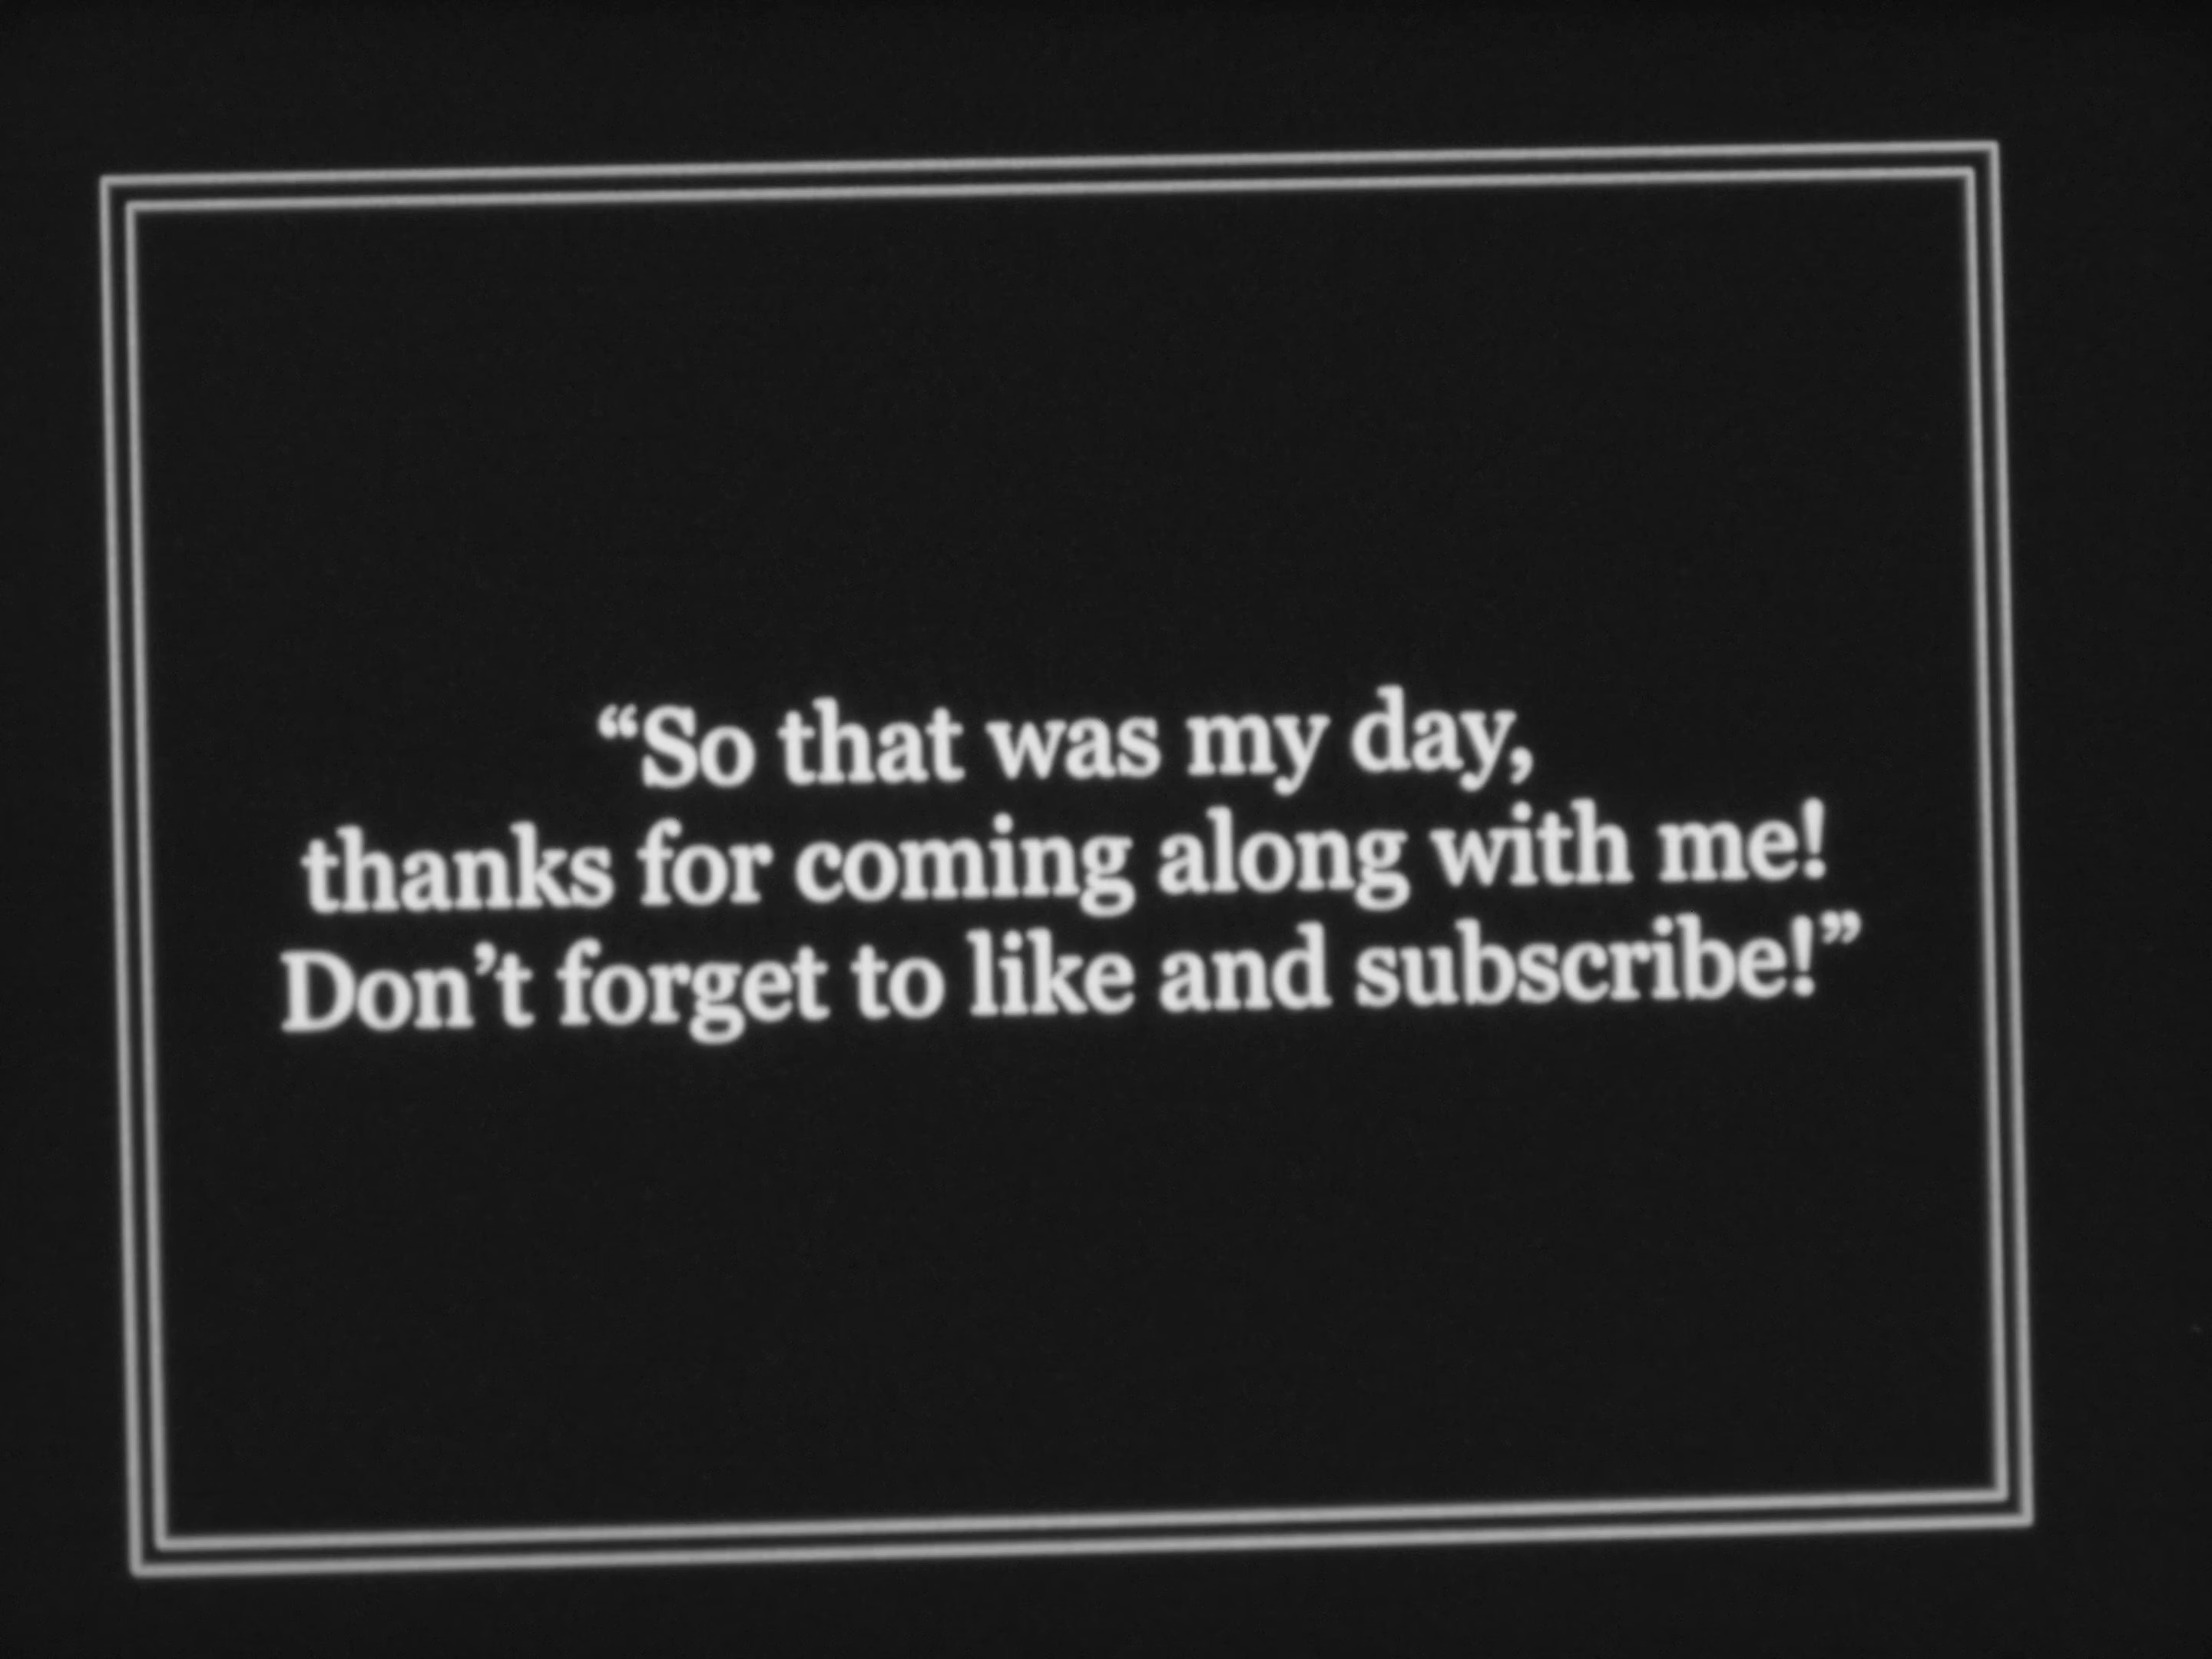 “So that was my day,
thanks for coming along with me!
Don’t forget to like and subscribe!”